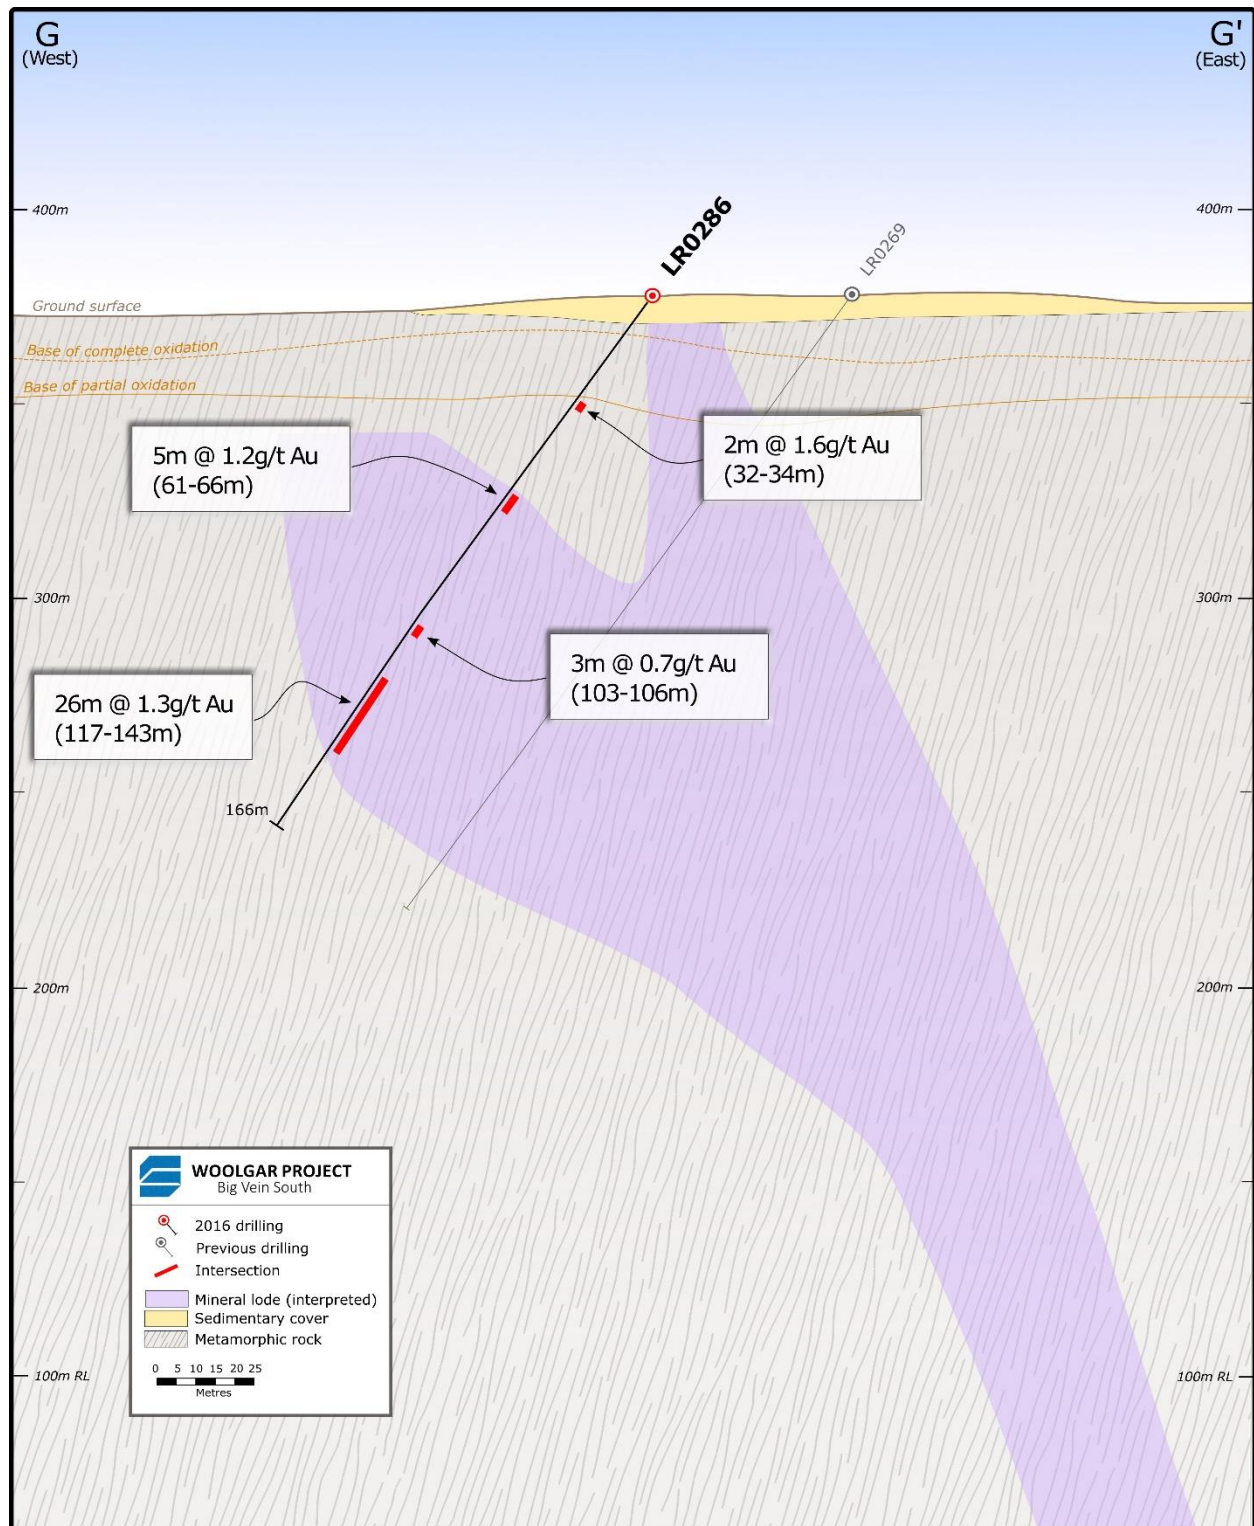 G
(West)
G'
(East)
400m
400m
LR0286
LR0269
Ground surface
Base of complete oxidation
Base of partial oxidation
5m @ 1.2g/t Au
(61-66m)
2m @ 1.6g/t Au
(32-34m)
300m
300m
3m @ 0.7g/t Au
(103-106m)
26m @ 1.3g/t Au
(117-143m)
166m
200m
200m
WOOLGAR PROJECT
Big Vein South
2016 drilling
Previous drilling
Intersection
Mineral lode (interpreted)
Sedimentary cover
Metamorphic rock
0 5 10 15 20 25
Metres
100m RL
100m RL